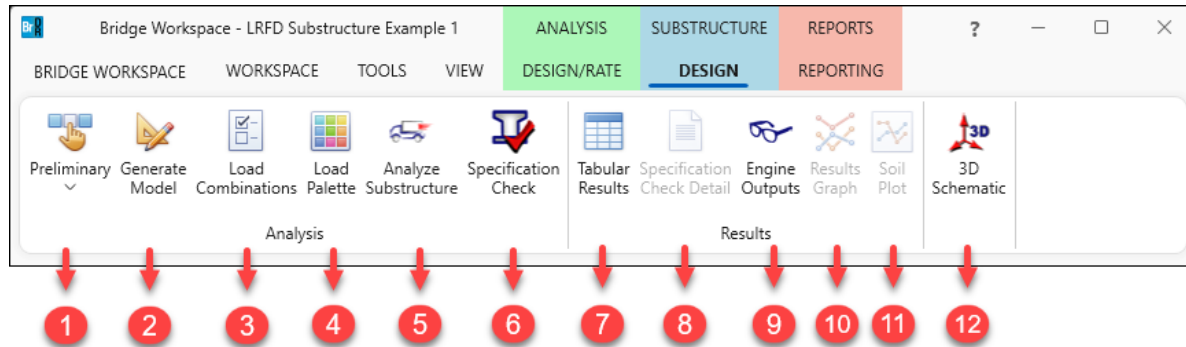 BrDR Bridge Workspace - LRFD Substructure Example 1 ANALYSIS SUBSTRUCTURE REPORTS ?
BRIDGE WORKSPACE WORKSPACE TOOLS VIEW DESIGN/RATE DESIGN REPORTING
Preliminary Generate Load Load Analyze Specification Tabular Specification Engine Results Soil 3D
Model Combinations Palette Substructure Check Results Check Detail Outputs Graph Plot Schematic
3D
Analysis Results
1 2 3 4 5 6 7 8 9 10 11 12